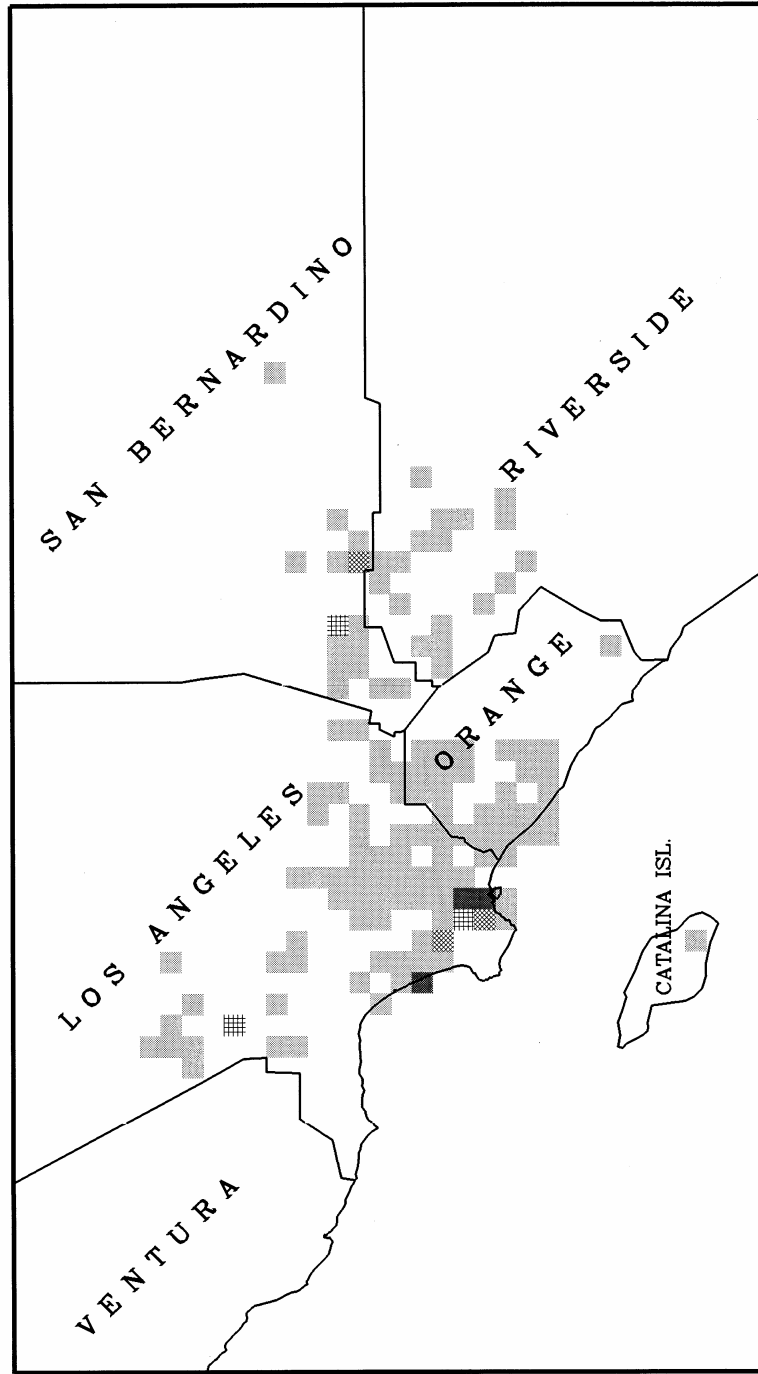 SAN BERNARDINO
RIVERSIDE
ORANGE
LOS ANGELES
CATALINA ISL.
VENTURA